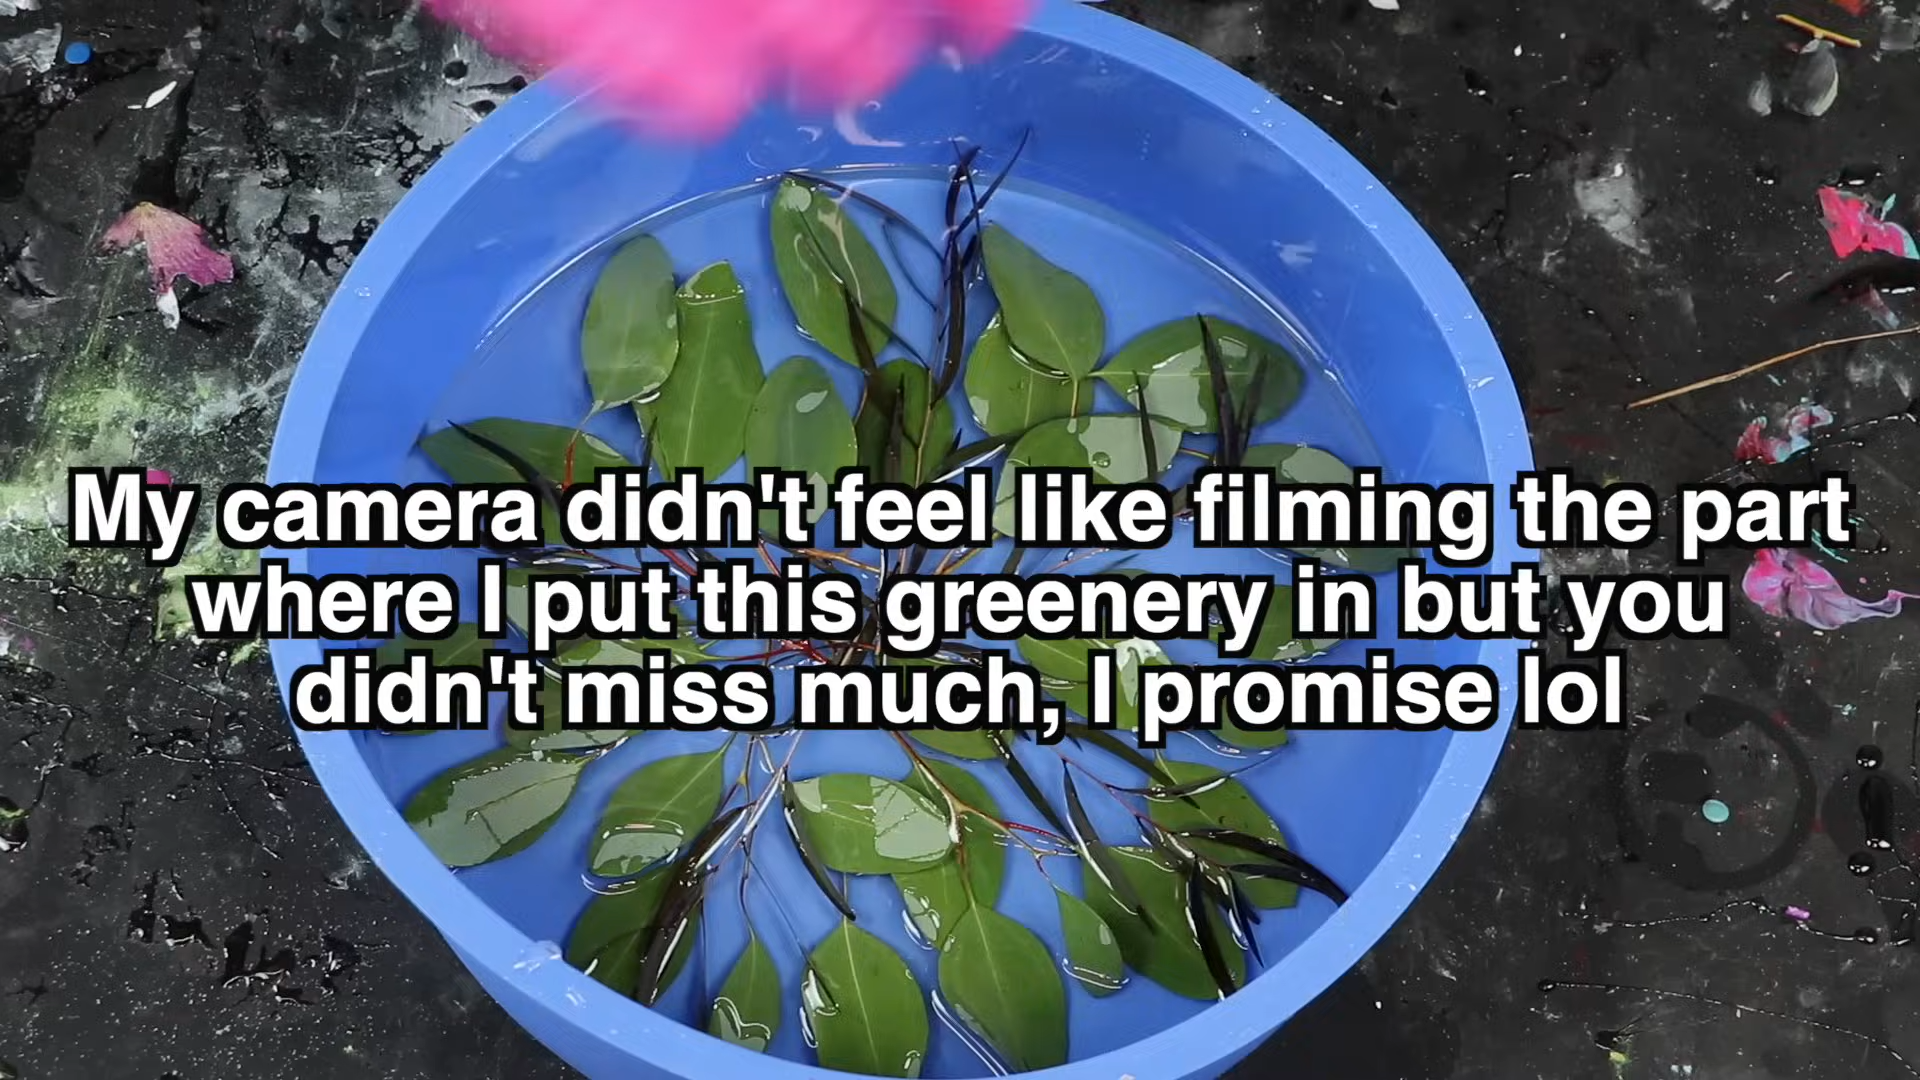 My camera didn't feel like filming the part
where I put this greenery in but you
didn't miss much, I promise lol